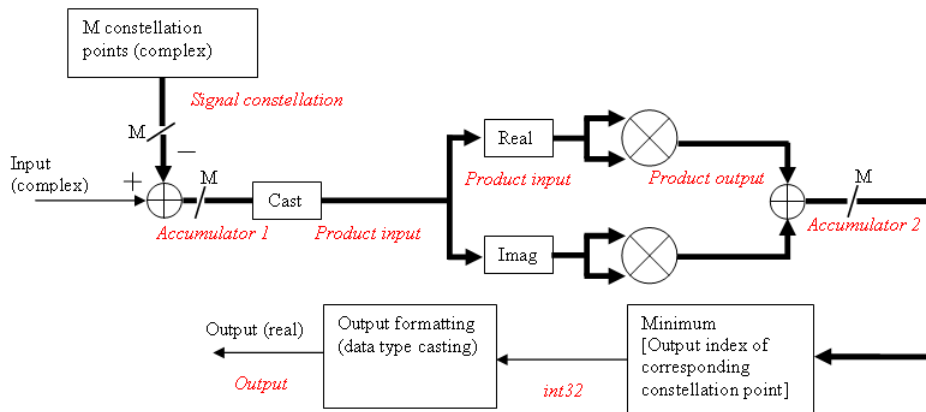 M constellation
points (complex)
Signal constellation
M
−
Input
(complex)
+
M
Cast
Accumulator 1
Product input
Real
Product input
Product output
Imag
M
Accumulator 2
Output (real)
Output
Output formatting
(data type casting)
int32
Minimum
[Output index of
corresponding
constellation point]